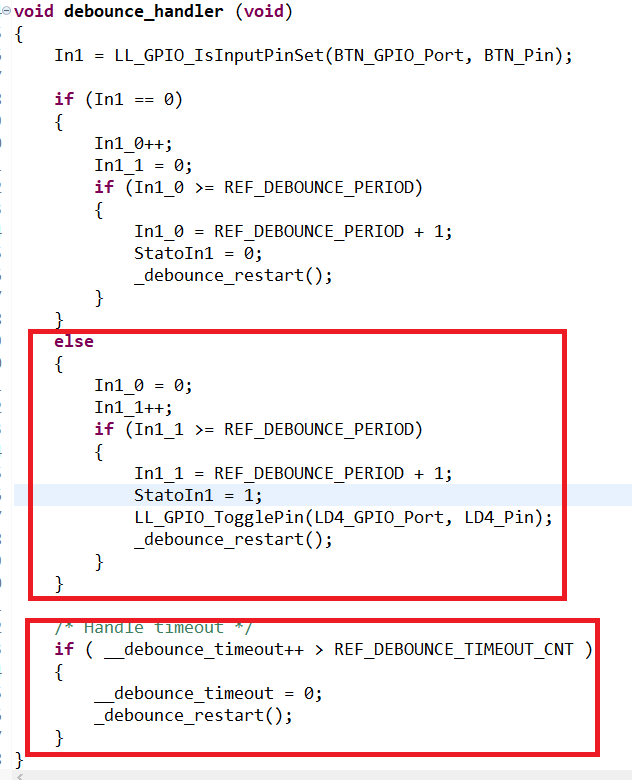 void debounce_handler (void)
{
In1 = LL_GPIO_IsInputPinSet(BTN_GPIO_Port, BTN_Pin);
if (In1 == 0)
{
In1_0++;
In1_1 = 0;
if (In1_0 >= REF_DEBOUNCE_PERIOD)
{
In1_0 = REF_DEBOUNCE_PERIOD + 1;
StatoIn1 = 0;
_debounce_restart();
}
}
else
{
In1_0 = 0;
In1_1++;
if (In1_1 >= REF_DEBOUNCE_PERIOD)
{
In1_1 = REF_DEBOUNCE_PERIOD + 1;
StatoIn1 = 1;
LL_GPIO_TogglePin(LD4_GPIO_Port, LD4_Pin);
_debounce_restart();
}
}
/* Handle timeout */
if ( __debounce_timeout++ > REF_DEBOUNCE_TIMEOUT_CNT )
{
__debounce_timeout = 0;
_debounce_restart();
}
}